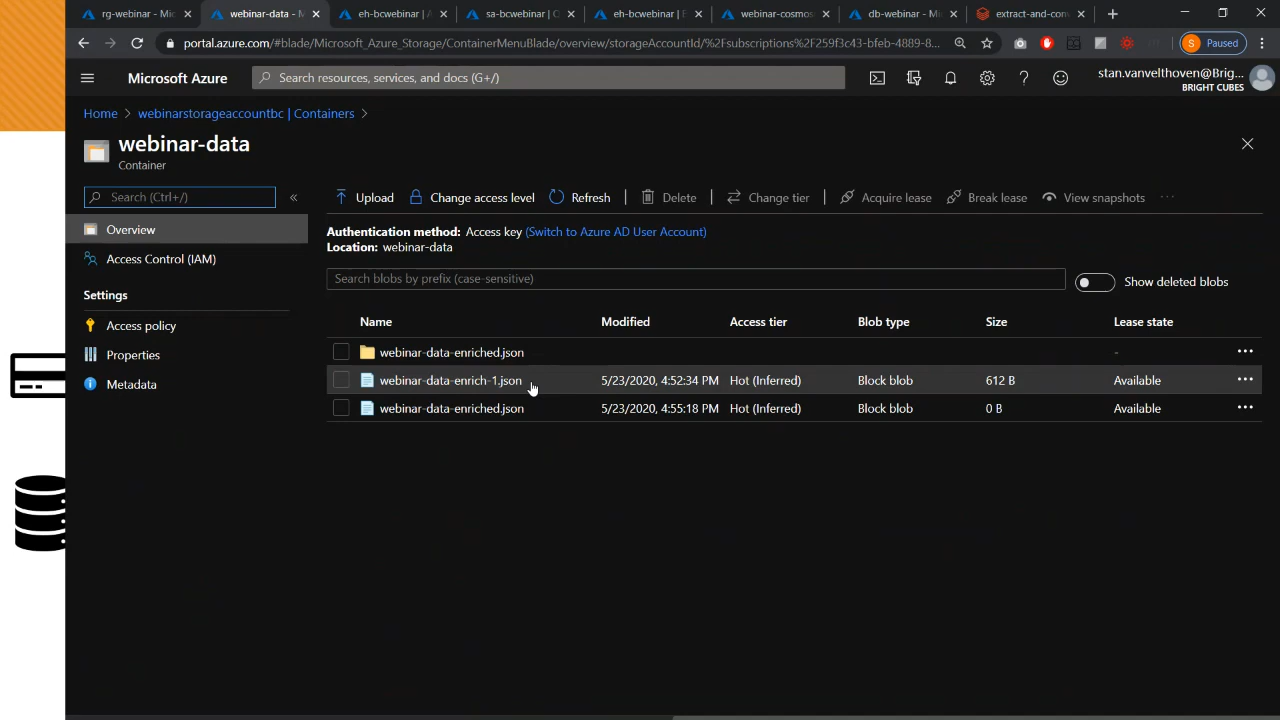 rg-webinar - Mic
webinar-data - M
eh-bcwebinar | A
sa-bcwebinar | O
eh-bcwebinar | E
webinar-cosmos
db-webinar - Mic
extract-and-con
portal.azure.com/#blade/Microsoft_Azure_Storage/ContainerMenuBlade/overview/storageAccountId/%2Fsubscriptions%2F259f3c43-bfeb-4889-8...
S Paused
Microsoft Azure
Search resources, services, and docs (G+/)
stan.vanvelthoven@Brig...
BRIGHT CUBES
Home > webinarstorageaccountbc | Containers >
webinar-data
Container
Search (Ctrl+/)
Upload Change access level Refresh Delete Change tier Acquire lease Break lease View snapshots ...
Overview
Access Control (IAM)
Settings
Access policy
Properties
Metadata
Authentication method: Access key (Switch to Azure AD User Account)
Location: webinar-data
Search blobs by prefix (case-sensitive)
Show deleted blobs
Name Modified Access tier Blob type Size Lease state
webinar-data-enriched.json - ...
webinar-data-enrich-1.json 5/23/2020, 4:52:34 PM Hot (Inferred) Block blob 612 B Available ...
webinar-data-enriched.json 5/23/2020, 4:55:18 PM Hot (Inferred) Block blob 0 B Available ...